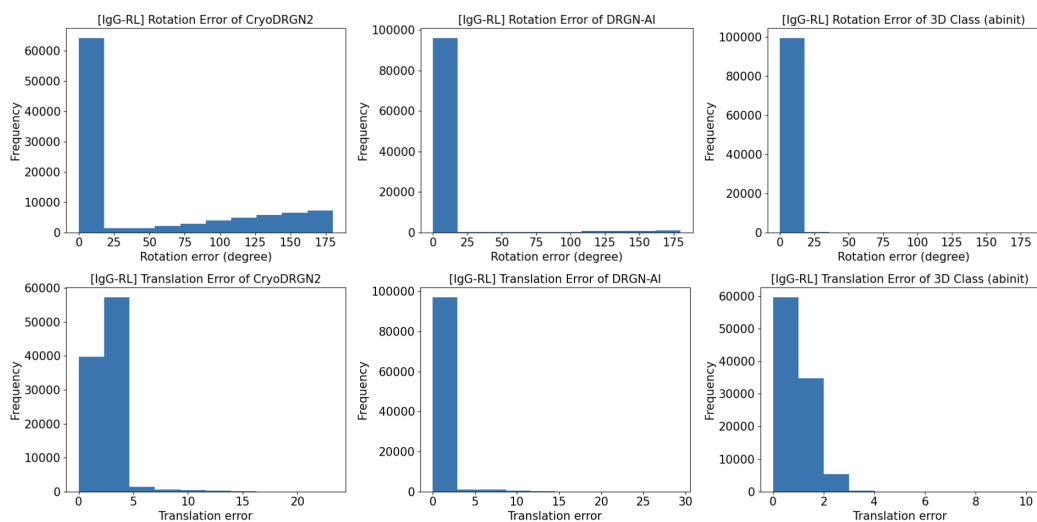 [IgG-RL] Rotation Error of CryoDRGN2
60000
50000
40000
30000
20000
10000
0
Frequency
0 25 50 75 100 125 150 175
Rotation error (degree)
[IgG-RL] Rotation Error of DRGN-AI
100000
80000
60000
40000
20000
0
Frequency
0 25 50 75 100 125 150 175
Rotation error (degree)
[IgG-RL] Rotation Error of 3D Class (abinit)
100000
80000
60000
40000
20000
0
Frequency
0 25 50 75 100 125 150 175
Rotation error (degree)
[IgG-RL] Translation Error of CryoDRGN2
60000
50000
40000
30000
20000
10000
0
Frequency
0 5 10 15 20
Translation error
[IgG-RL] Translation Error of DRGN-AI
100000
80000
60000
40000
20000
0
Frequency
0 5 10 15 20 25 30
Translation error
[IgG-RL] Translation Error of 3D Class (abinit)
60000
50000
40000
30000
20000
10000
0
Frequency
0 2 4 6 8 10
Translation error